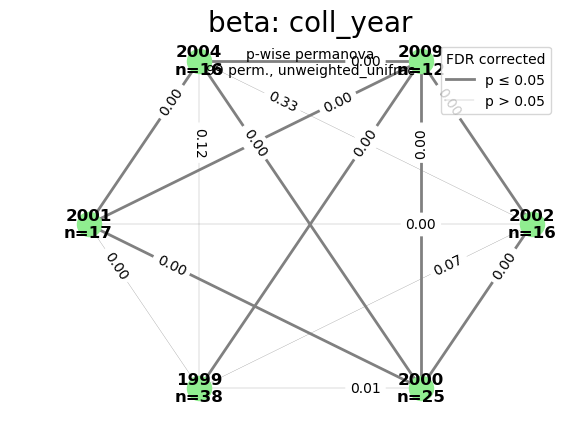 beta: coll_year
p-wise permanova
perm., unweighted_unifrac
FDR corrected
p ≤ 0.05
p > 0.05
2004
n=16
2009
n=12
0.00
0.00
0.33
0.00
0.00
0.12
0.00
0.00
0.00
2001
n=17
0.00
2002
n=16
0.00
0.00
0.07
0.00
1999
n=38
0.01
2000
n=25